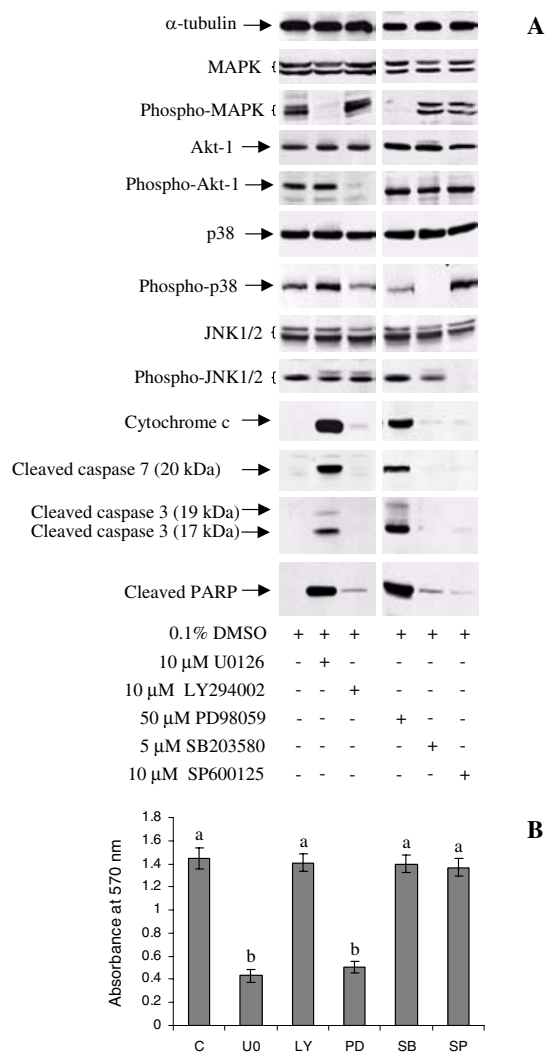 A
α-tubulin
MAPK {
Phospho-MAPK {
Akt-1
Phospho-Akt-1
p38
Phospho-p38
JNK1/2 {
Phospho-JNK1/2 {
Cytochrome c
Cleaved caspase 7 (20 kDa)
Cleaved caspase 3 (19 kDa)
Cleaved caspase 3 (17 kDa)
Cleaved PARP
0.1% DMSO + + + + + +
10 µM U0126 - + - - - -
10 µM LY294002 - - + - - -
50 µM PD98059 - - - + - -
5 µM SB203580 - - - - + -
10 µM SP600125 - - - - - +
B
Absorbance at 570 nm
1.8
1.6
1.4
1.2
1
0.8
0.6
0.4
0.2
0
a b a b a a
C U0 LY PD SB SP